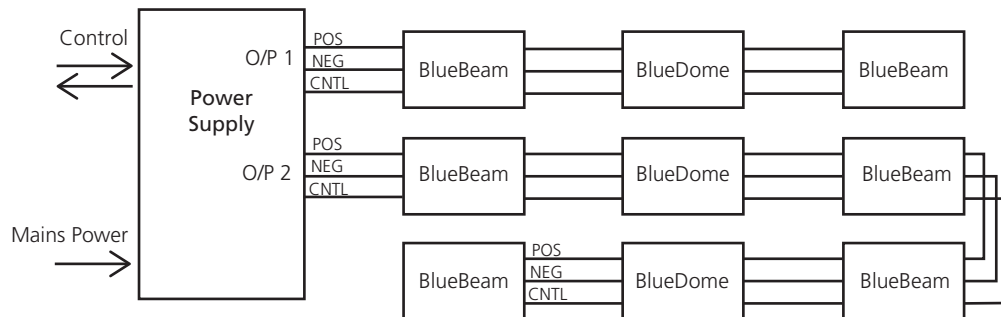 Control
O/P 1
POS
NEG
CNTL
BlueBeam
BlueDome
BlueBeam
Power
Supply
O/P 2
POS
NEG
CNTL
BlueBeam
BlueDome
BlueBeam
Mains Power
BlueBeam
POS
NEG
CNTL
BlueDome
BlueBeam